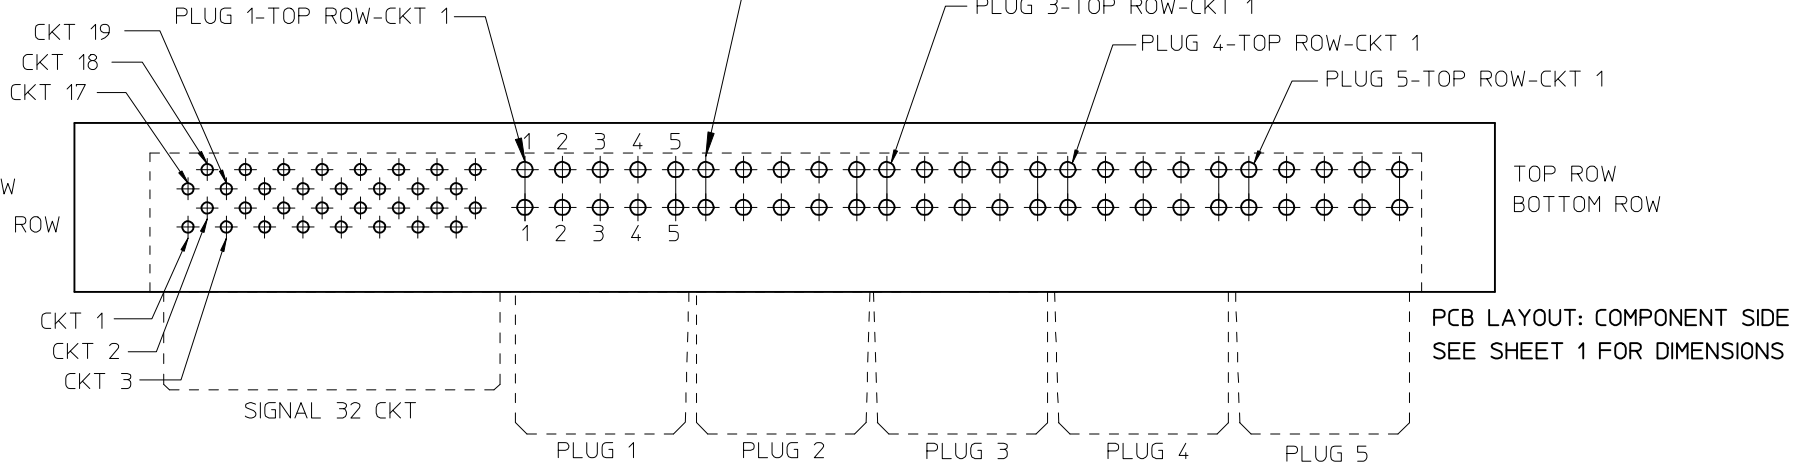 PLUG 1-TOP ROW-CKT 1
PLUG 3-TOP ROW-CKT 1
CKT 19
PLUG 4-TOP ROW-CKT 1
CKT 18
PLUG 5-TOP ROW-CKT 1
CKT 17
1 2 3 4 5
TOP ROW
BOTTOM ROW
ROW
1 2 3 4 5
CKT 1
CKT 2
CKT 3
PCB LAYOUT: COMPONENT SIDE
SEE SHEET 1 FOR DIMENSIONS
SIGNAL 32 CKT
PLUG 1
PLUG 2
PLUG 3
PLUG 4
PLUG 5